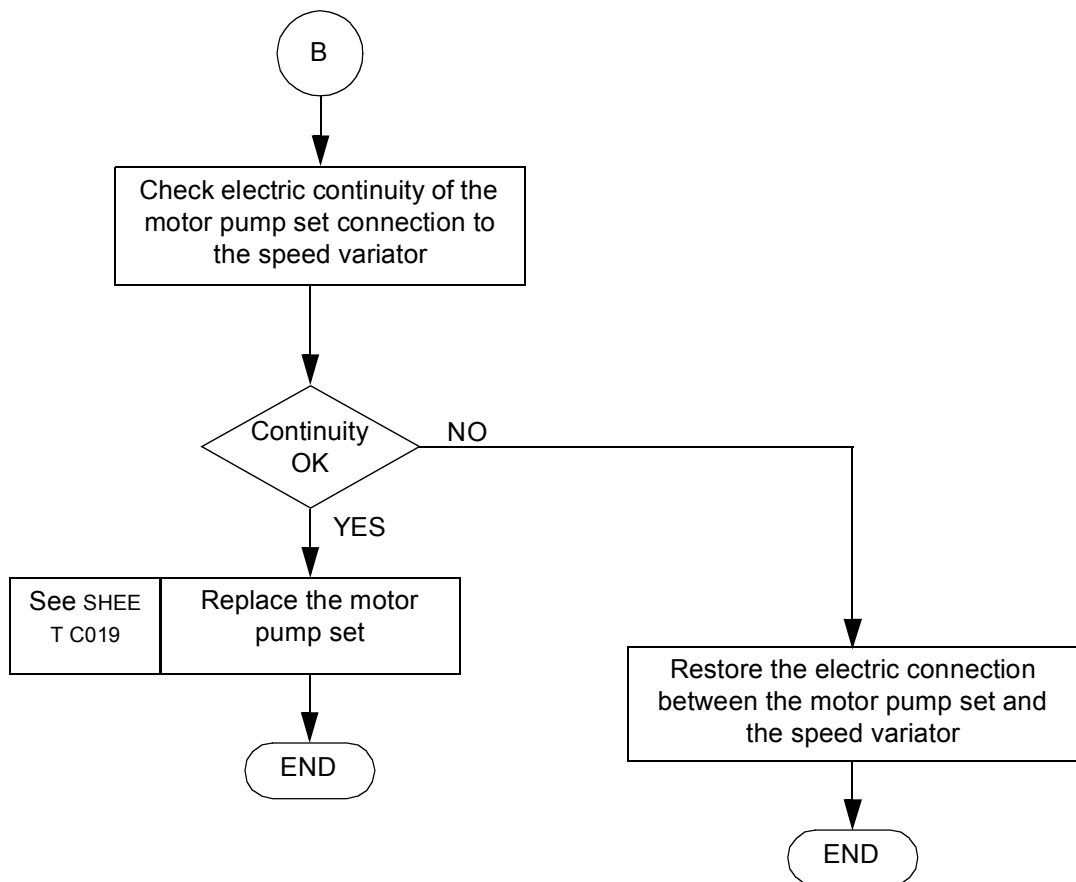 B
Check electric continuity of the
motor pump set connection to
the speed variator
Continuity
OK
NO
YES
See SHEE
T C019
Replace the motor
pump set
END
Restore the electric connection
between the motor pump set and
the speed variator
END